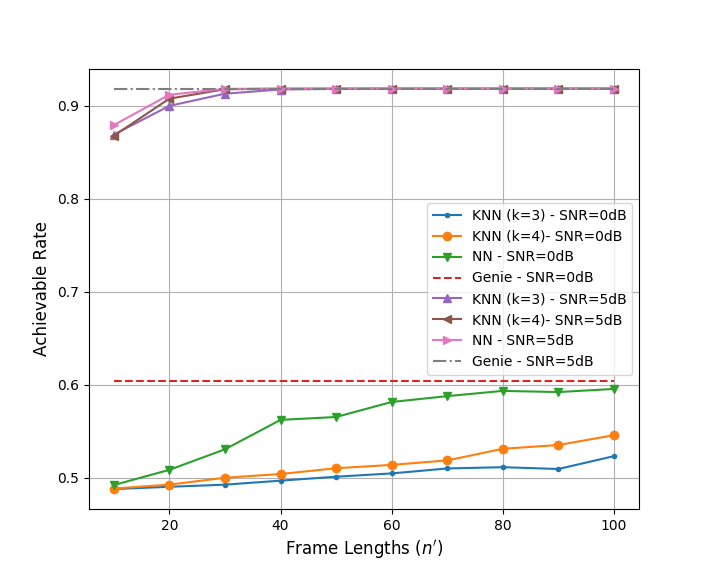 0.9
0.8
0.7
0.6
0.5
Achievable Rate
KNN (k=3) - SNR=0dB
KNN (k=4)- SNR=0dB
NN - SNR=0dB
Genie - SNR=0dB
KNN (k=3) - SNR=5dB
KNN (k=4)- SNR=5dB
NN - SNR=5dB
Genie - SNR=5dB
20 40 60 80 100
Frame Lengths (n′)